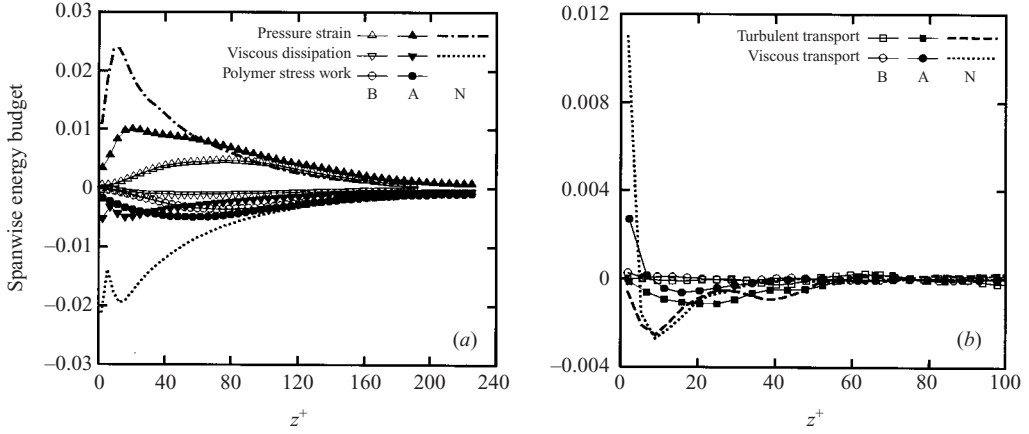 0.03
0.02
0.01
0
−0.01
−0.02
−0.03
Spanwise energy budget
Pressure strain
Viscous dissipation
Polymer stress work
B A N
(a)
0 40 80 120 160 200 240
z+
0.012
0.008
0.004
0
−0.004
Turbulent transport
Viscous transport
B A N
(b)
0 20 40 60 80 100
z+